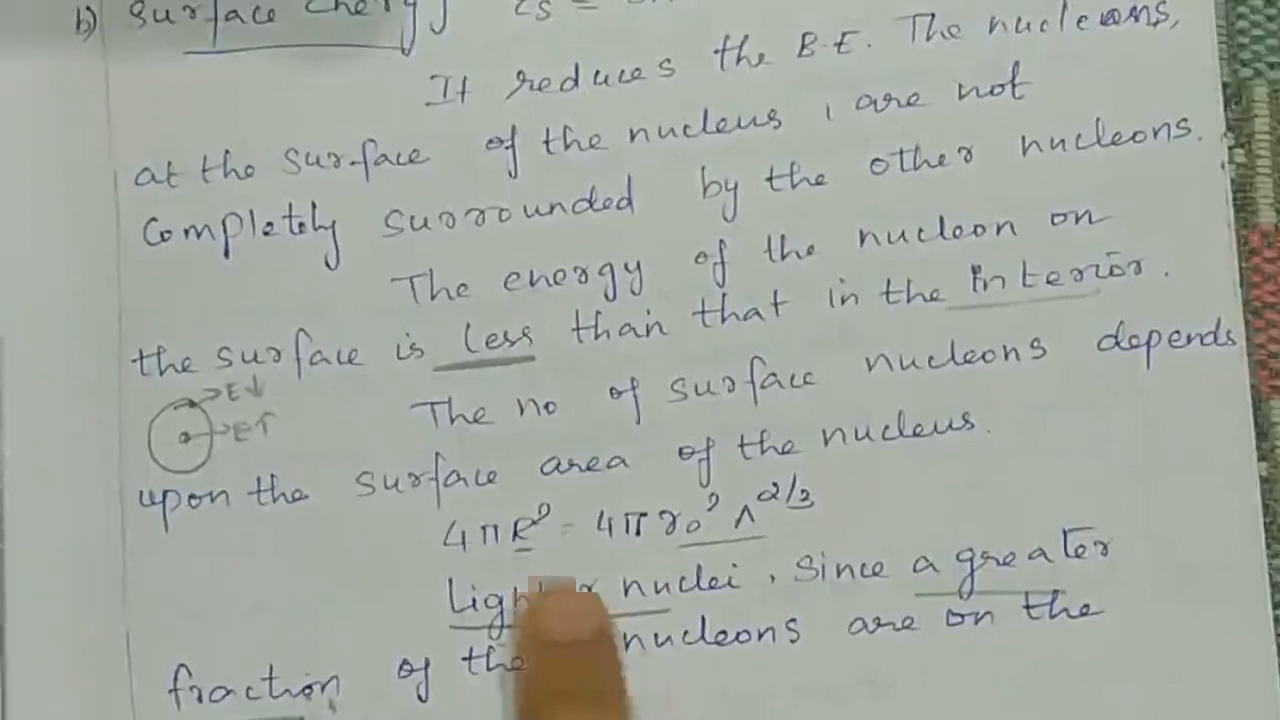 b) Surface Energy Es =
It reduces the B.E. The nucleons,
at the surface of the nucleus, are not
Completely surrounded by the other nucleons.
The energy of the nucleon on
the surface is less than that in the interior.
→E↓
→E↑
The no of surface nucleons depends
upon the surface area of the nucleus.
4πR² = 4πr₀² A^2/3
Lighter nuclei, since a greater
fraction of the nucleons are on the